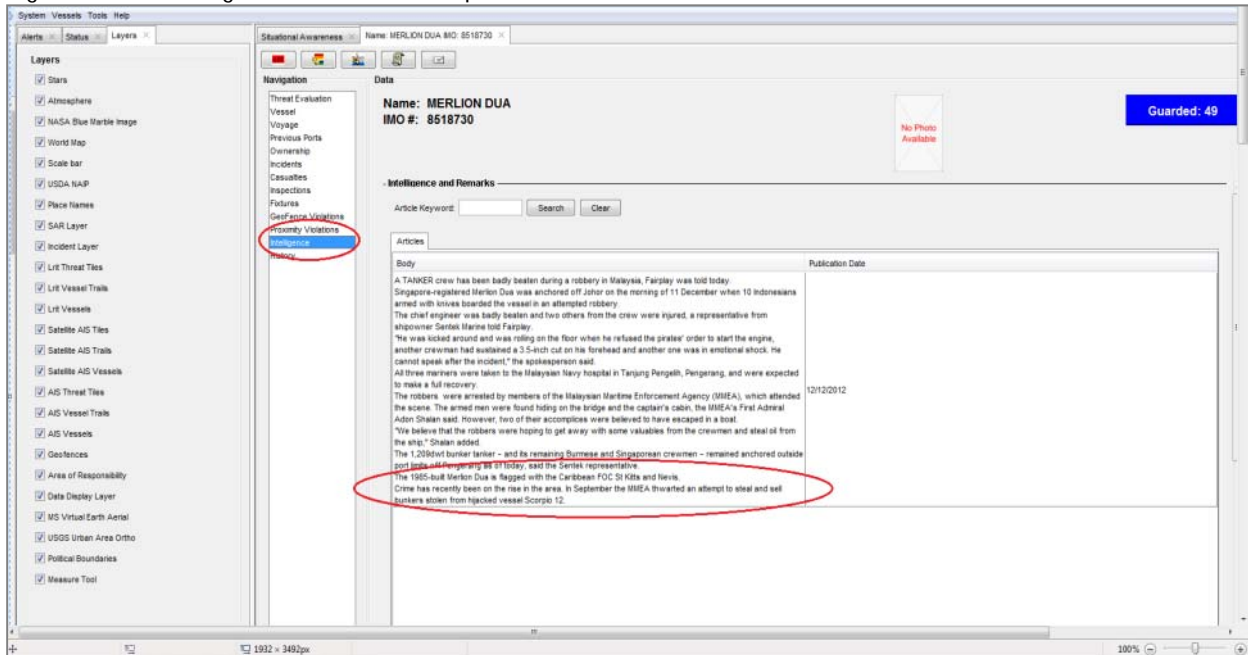 System Vessels Tools Help
Alerts Status Layers
Situational Awareness Name: MERLION DUA IMO: 8518730
Layers
Stars
Atmosphere
NASA Blue Marble Image
World Map
Scale bar
USDA NAIP
Place Names
SAR Layer
Incident Layer
Lrit Threat Tiles
Lrit Vessel Trails
Lrit Vessels
Satellite AIS Tiles
Satellite AIS Trails
Satellite AIS Vessels
AIS Threat Tiles
AIS Vessel Trails
AIS Vessels
Geofences
Area of Responsibility
Data Display Layer
MS Virtual Earth Aerial
USGS Urban Area Ortho
Political Boundaries
Measure Tool
Navigation
Threat Evaluation
Vessel
Voyage
Previous Ports
Ownership
Incidents
Casualties
Inspections
Fixtures
GeoFence Violations
Proximity Violations
Intelligence
History
Data
Name: MERLION DUA
IMO #: 8518730
No Photo
Available
Guarded: 49
Intelligence and Remarks
Article Keyword: Search Clear
Articles
Body Publication Date
A TANKER crew has been badly beaten during a robbery in Malaysia, Fairplay was told today.
Singapore-registered Merlion Dua was anchored off Johor on the morning of 11 December when 10 Indonesians
armed with knives boarded the vessel in an attempted robbery.
The chief engineer was badly beaten and two others from the crew were injured, a representative from
shipowner Sentek Marine told Fairplay.
"He was kicked around and was rolling on the floor when he refused the pirates' order to start the engine,
another crewman had sustained a 3.5-inch cut on his forehead and another one was in emotional shock. He
cannot speak after the incident," the spokesperson said.
All three mariners were taken to the Malaysian Navy hospital in Tanjung Pengelih, Pengerang, and were expected
to make a full recovery.
The robbers were arrested by members of the Malaysian Maritime Enforcement Agency (MMEA), which attended
the scene. The armed men were found hiding on the bridge and the captain's cabin, the MMEA's First Admiral
Adon Shalan said. However, two of their accomplices were believed to have escaped in a boat.
"We believe that the robbers were hoping to get away with some valuables from the crewmen and steal oil from
the ship," Shalan added.
The 1,209dwt bunker tanker – and its remaining Burmese and Singaporean crewmen – remained anchored outside
port limits off Pengerang as of today, said the Sentek representative.
The 1985-built Merlion Dua is flagged with the Caribbean FOC St Kitts and Nevis.
Crime has recently been on the rise in the area. In September the MMEA thwarted an attempt to steal and sell
bunkers stolen from hijacked vessel Scorpio 12.
12/12/2012
1932 × 3492px
100%